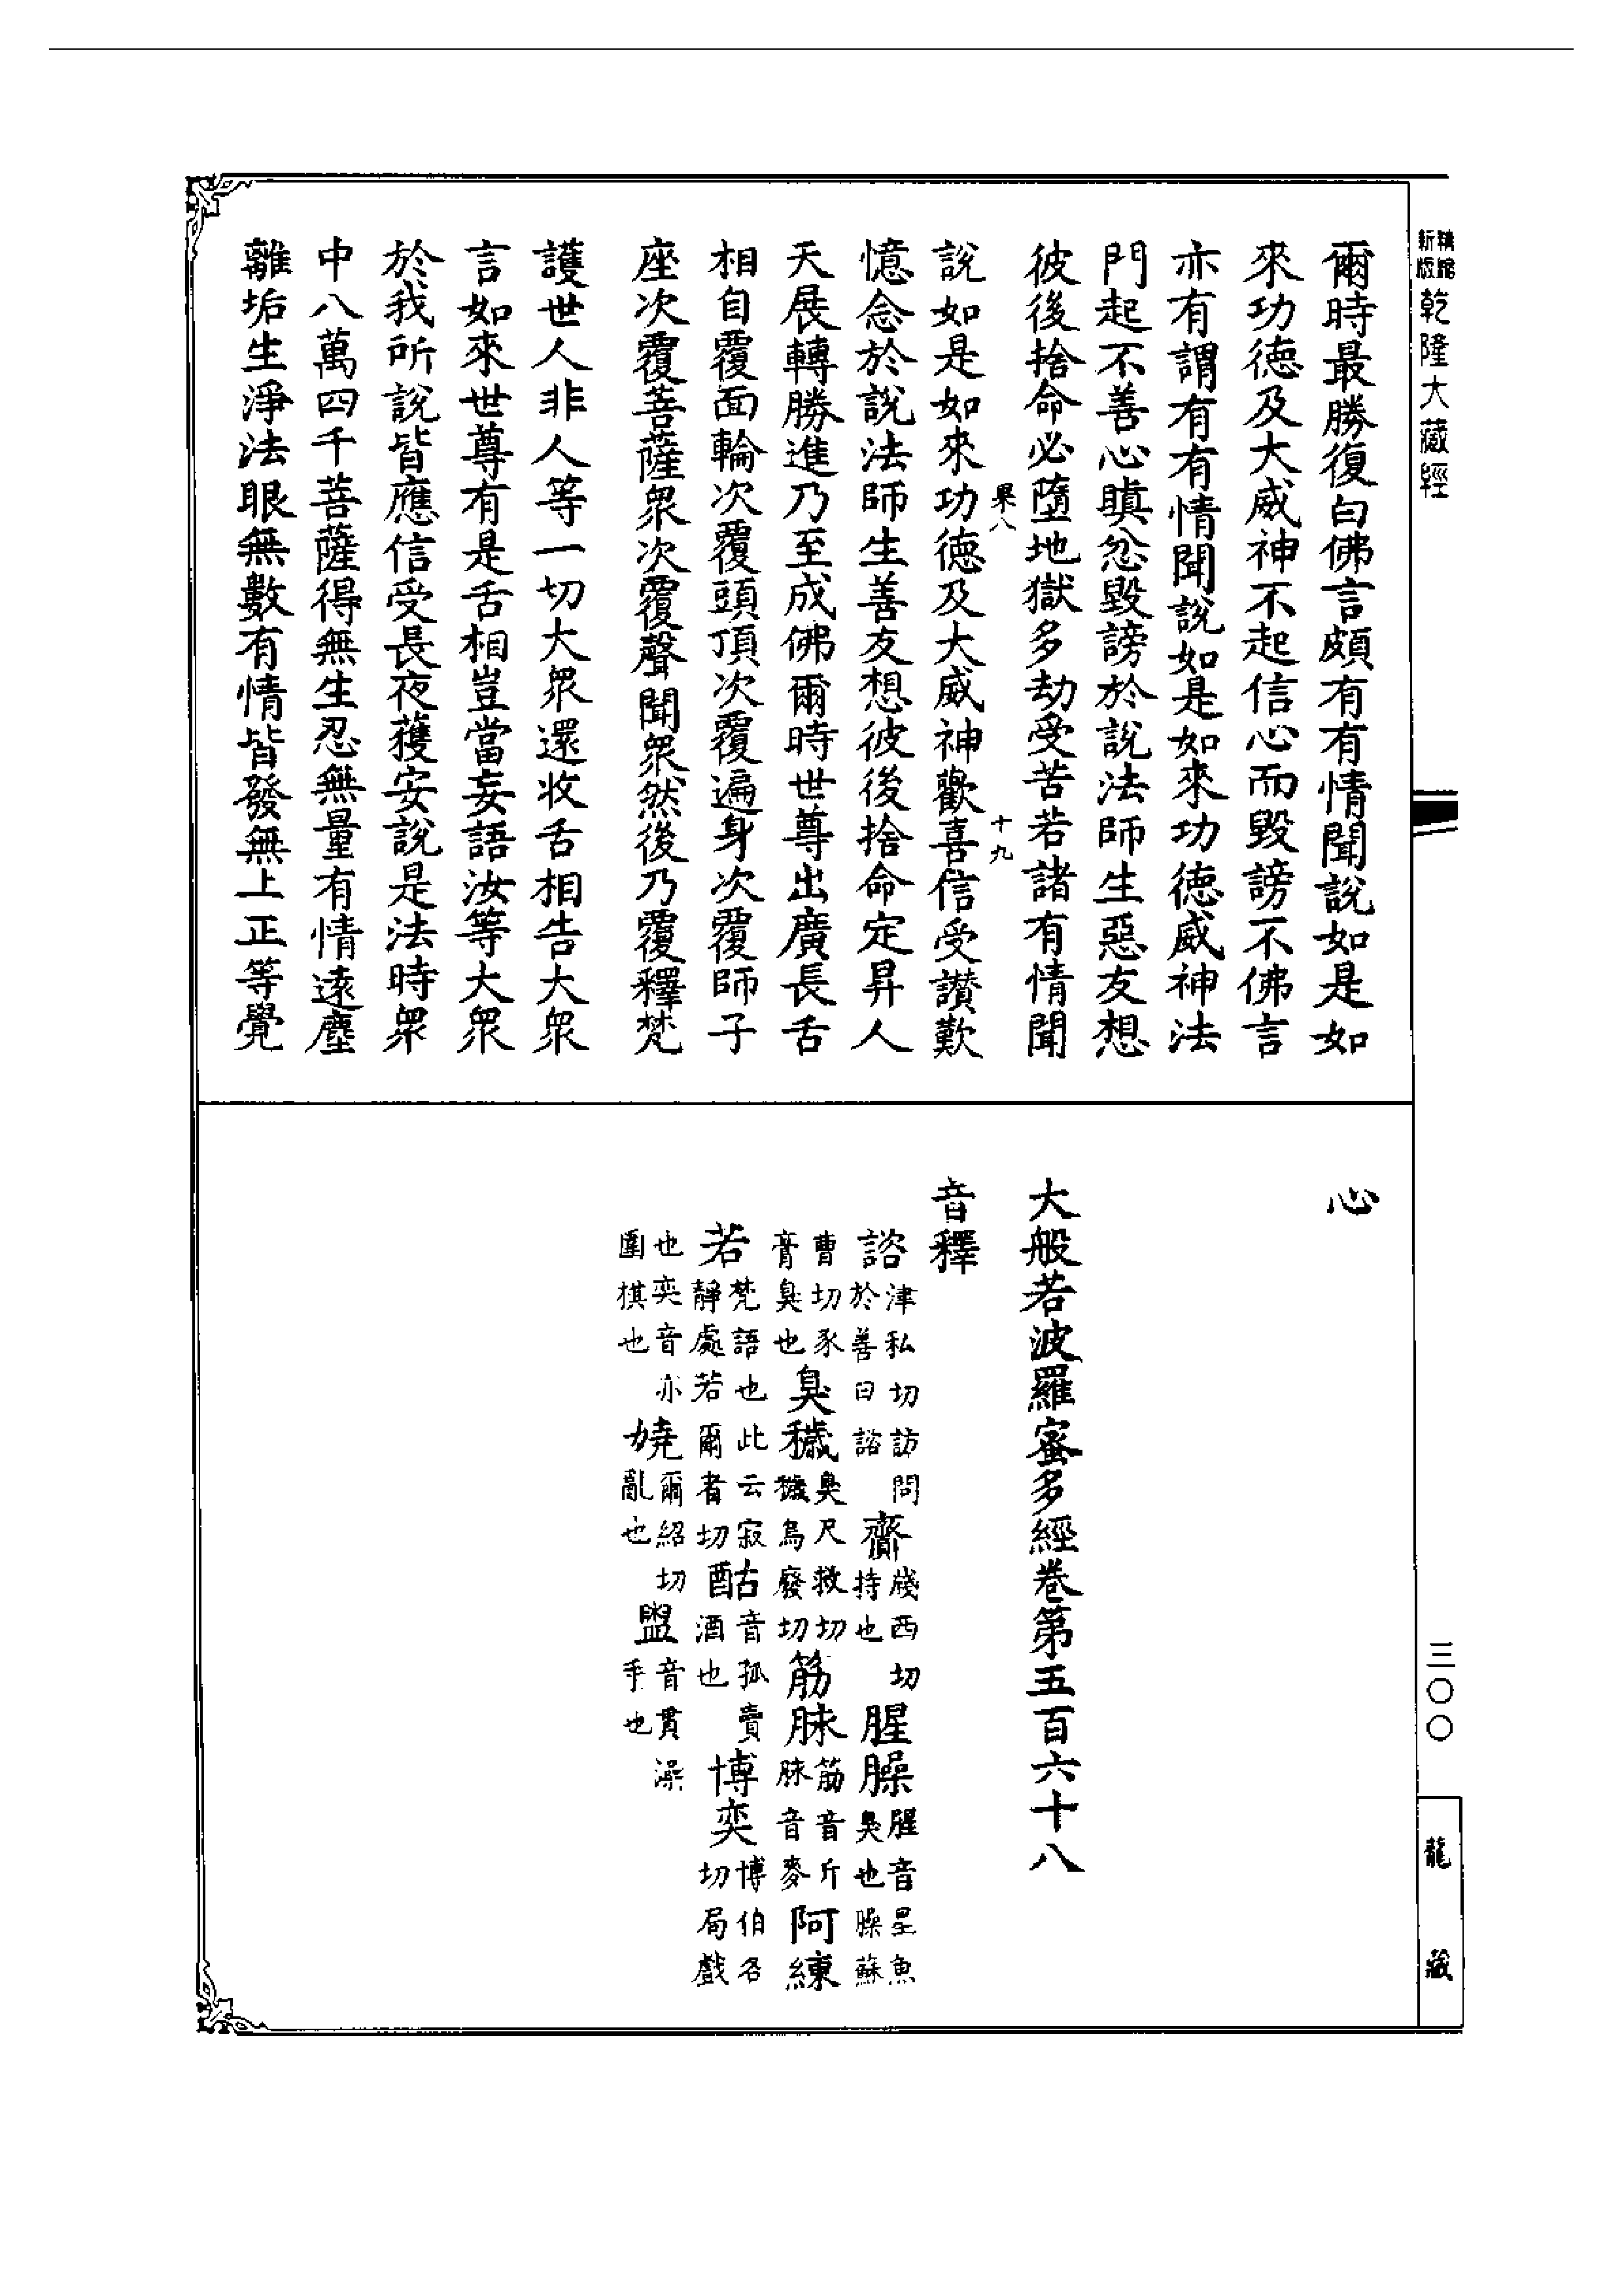 新版
精館
乾隆大藏經
爾時最勝復白佛言頗有有情聞說如是如
來功德及大威神不起信心而毀謗不佛言
亦有謂有有情聞說如是如來功德威神法
門起不善心瞋忿毀謗於說法師生惡友想
彼後捨命必墮地獄多劫受苦若諸有情聞
果八 十九
說如是如來功德及大威神歡喜信受讃歎
憶念於說法師生善友想彼後捨命定昇人
天展轉勝進乃至成佛爾時世尊出廣長舌
相自覆面輪次覆頭頂次覆遍身次覆師子
座次覆菩薩眾次覆聲聞眾然後乃覆釋梵
護世人非人等一切大眾還收舌相告大眾
言如來世尊有是舌相豈當妄語汝等大眾
於我所說皆應信受長夜獲安說是法時眾
中八萬四千菩薩得無生忍無量有情遠塵
離垢生淨法眼無數有情皆發無上正等覺
心
大般若波羅蜜多經卷第五百六十八
音釋
諮 津私切訪問於善曰諮 齎 牋西切持也 腥臊 腥音星魚臭也臊蘇
曹切豕膏臭也 臭穢 臭尺救切穢烏廢切 筋脉 筋音斤脉音麥 阿練
若 梵語也此云寂靜處若爾者切 酤 音孤賣酒也 博奕 博伯各切局戲
也奕音亦圍棋也 嬈 爾紹切亂也 盥 音貫澡手也
三〇〇
龍藏